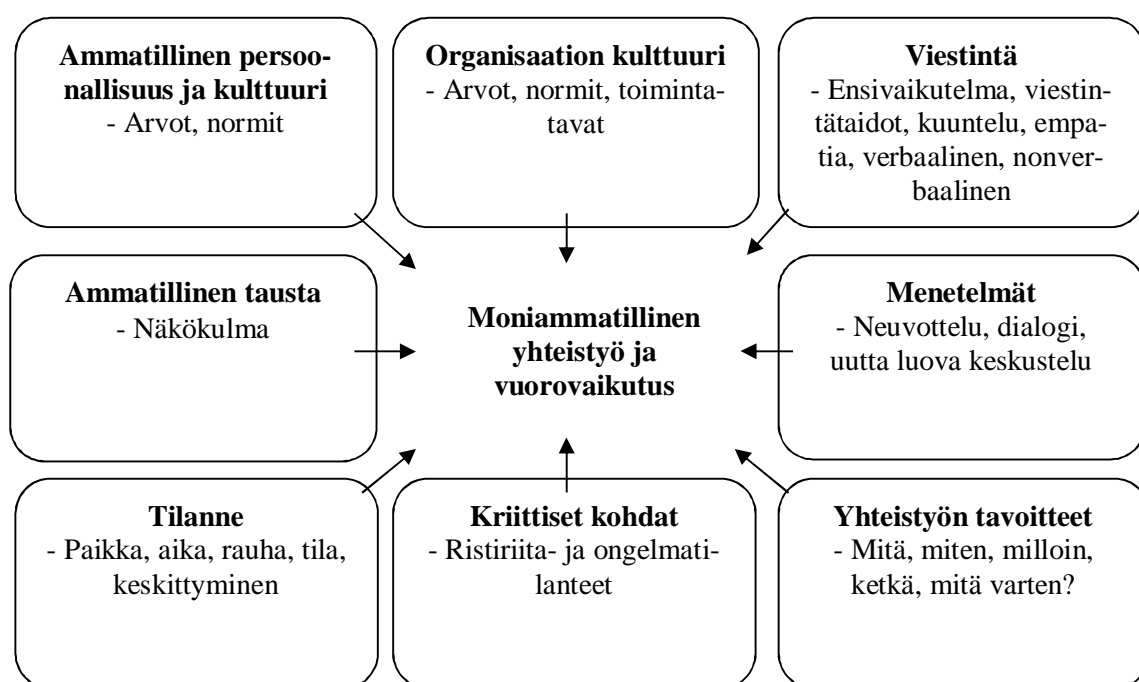 Ammatillinen persoo-
nallisuus ja kulttuuri
- Arvot, normit
Organisaation kulttuuri
- Arvot, normit, toiminta-
tavat
Viestintä
- Ensivaikutelma, viestin-
tätaidot, kuuntelu, empa-
tia, verbaalinen, nonver-
baalinen
Ammatillinen tausta
- Näkökulma
Moniammatillinen
yhteistyö ja
vuorovaikutus
Menetelmät
- Neuvottelu, dialogi,
uutta luova keskustelu
Tilanne
- Paikka, aika, rauha, tila,
keskittyminen
Kriittiset kohdat
- Ristiriita- ja ongelmati-
lanteet
Yhteistyön tavoitteet
- Mitä, miten, milloin,
ketkä, mitä varten?